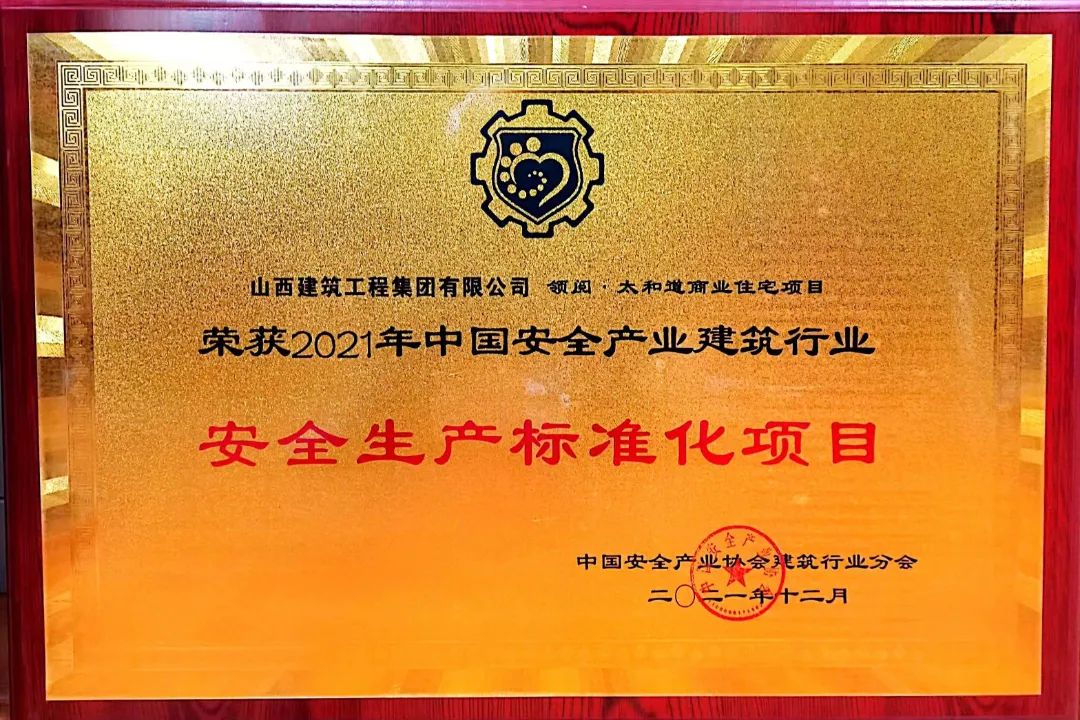 山西建筑工程集团有限公司 领阅·太和道商业住宅项目
荣获2021年中国安全产业建筑行业
安全生产标准化项目
中国安全产业协会建筑行业分会
二〇二一年十二月